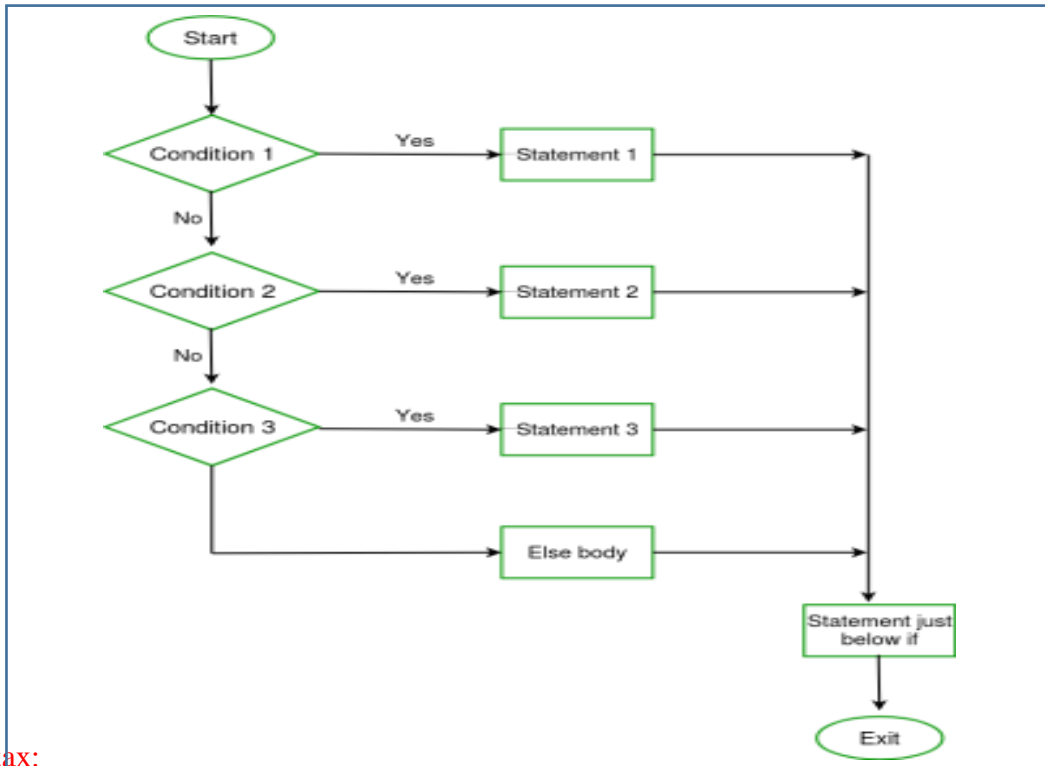 Start
Condition 1
Yes
Statement 1
No
Condition 2
Yes
Statement 2
No
Condition 3
Yes
Statement 3
Else body
Statement just
below if
Exit
ax: